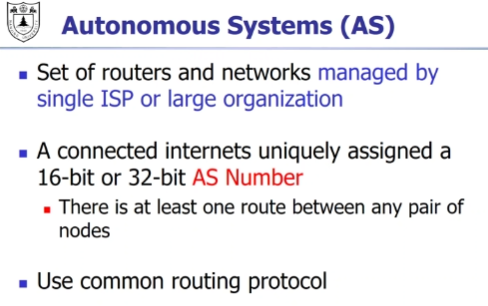 Autonomous Systems (AS)
Set of routers and networks managed by
single ISP or large organization
A connected internets uniquely assigned a
16-bit or 32-bit AS Number
There is at least one route between any pair of
nodes
Use common routing protocol